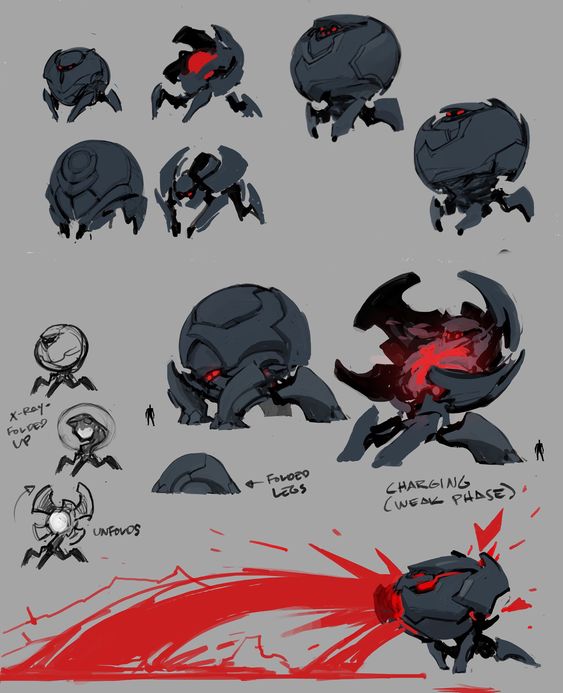 X-RAY-
FOLDED
UP
UNFOLDS
← FOLDED
LEGS
CHARGING
(WEAK PHASE)